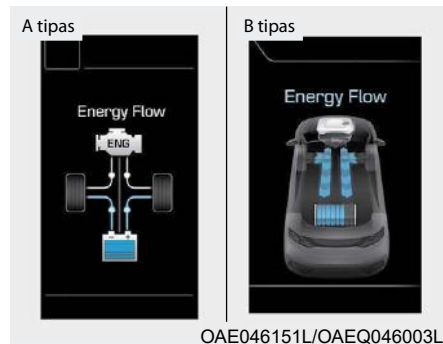 A tipas
B tipas
Energy Flow
ENG
Energy Flow
OAE046151L/OAEQ046003L